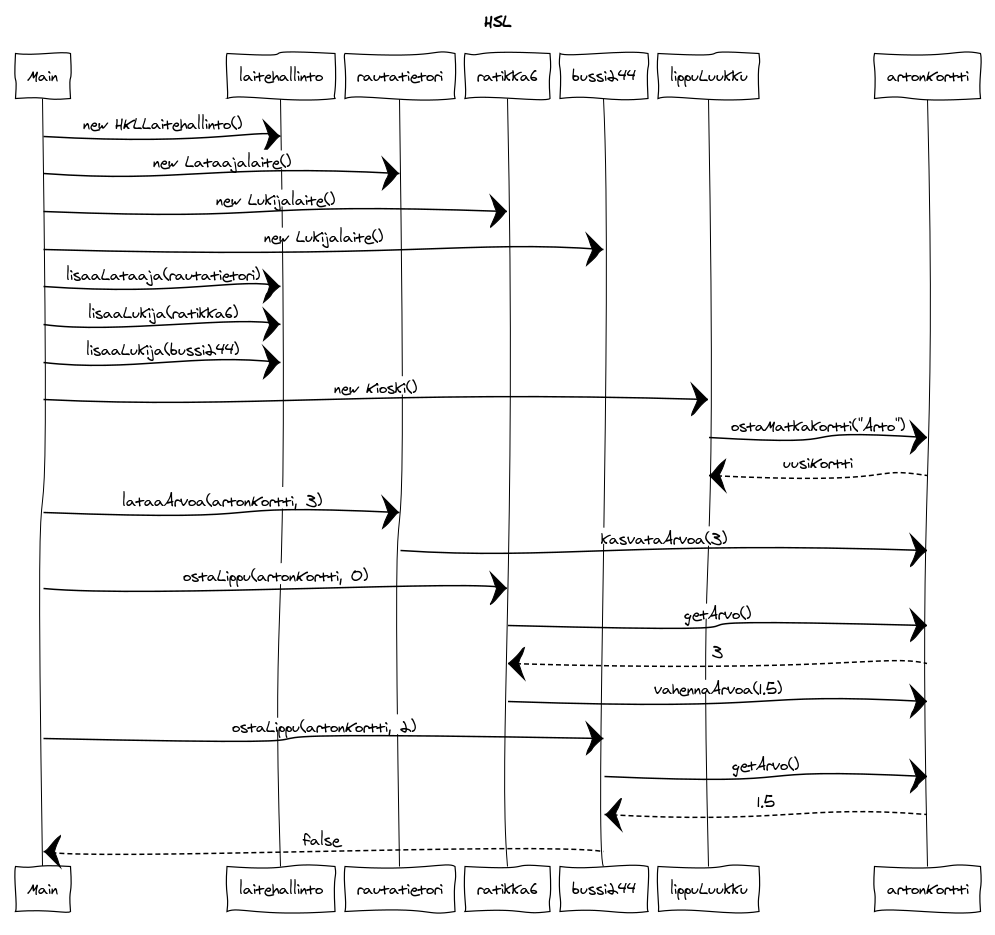 HSL
Main
laitehallinto
rautatietori
ratikka6
bussi244
lippuLuukku
artonKortti
new HKLLaitehallinto()
new Lataajalaite()
new Lukijalaite()
new Lukijalaite()
lisaaLataaja(rautatietori)
lisaaLukija(ratikka6)
lisaaLukija(bussi244)
new Kioski()
ostaMatkakortti("Arto")
uusiKortti
lataaArvoa(artonKortti, 3)
kasvataArvoa(3)
ostaLippu(artonKortti, 0)
getArvo()
3
vahennaArvoa(1.5)
ostaLippu(artonKortti, 2)
getArvo()
1.5
false
Main
laitehallinto
rautatietori
ratikka6
bussi244
lippuLuukku
artonKortti